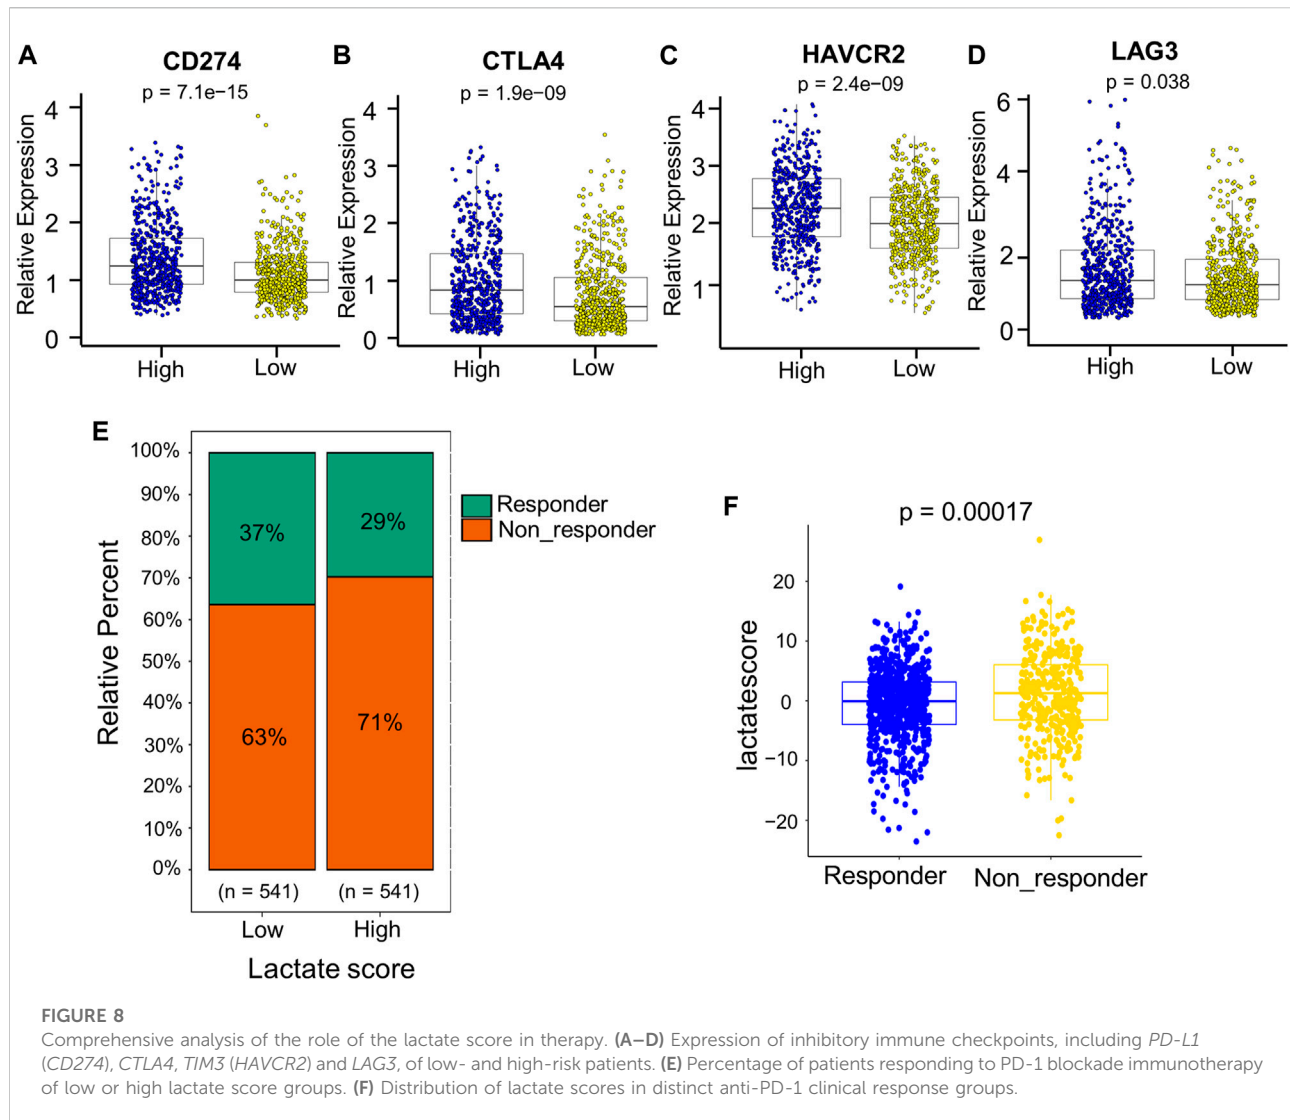 A
CD274
p = 7.1e−15
Relative Expression
4
3
2
1
0
High
Low
B
CTLA4
p = 1.9e−09
Relative Expression
4
3
2
1
0
High
Low
C
HAVCR2
p = 2.4e−09
Relative Expression
4
3
2
1
High
Low
D
LAG3
p = 0.038
Relative Expression
6
4
2
0
High
Low
E
Relative Percent
100%
90%
80%
70%
60%
50%
40%
30%
20%
10%
0%
37%
29%
63%
71%
(n = 541)
(n = 541)
Low
High
Lactate score
Responder
Non_responder
F
p = 0.00017
lactatescore
20
10
0
−10
−20
Responder
Non_responder
FIGURE 8
Comprehensive analysis of the role of the lactate score in therapy. (A–D) Expression of inhibitory immune checkpoints, including PD-L1
(CD274), CTLA4, TIM3 (HAVCR2) and LAG3, of low- and high-risk patients. (E) Percentage of patients responding to PD-1 blockade immunotherapy
of low or high lactate score groups. (F) Distribution of lactate scores in distinct anti-PD-1 clinical response groups.